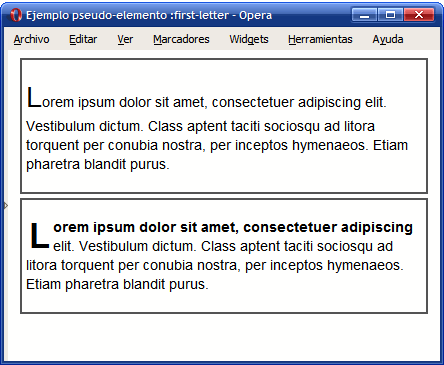 Ejemplo pseudo-elemento :first-letter - Opera
Archivo Editar Ver Marcadores Widgets Herramientas Ayuda
Lorem ipsum dolor sit amet, consectetuer adipiscing elit.
Vestibulum dictum. Class aptent taciti sociosqu ad litora
torquent per conubia nostra, per inceptos hymenaeos. Etiam
pharetra blandit purus.
Lorem ipsum dolor sit amet, consectetuer adipiscing
elit. Vestibulum dictum. Class aptent taciti sociosqu ad
litora torquent per conubia nostra, per inceptos hymenaeos.
Etiam pharetra blandit purus.